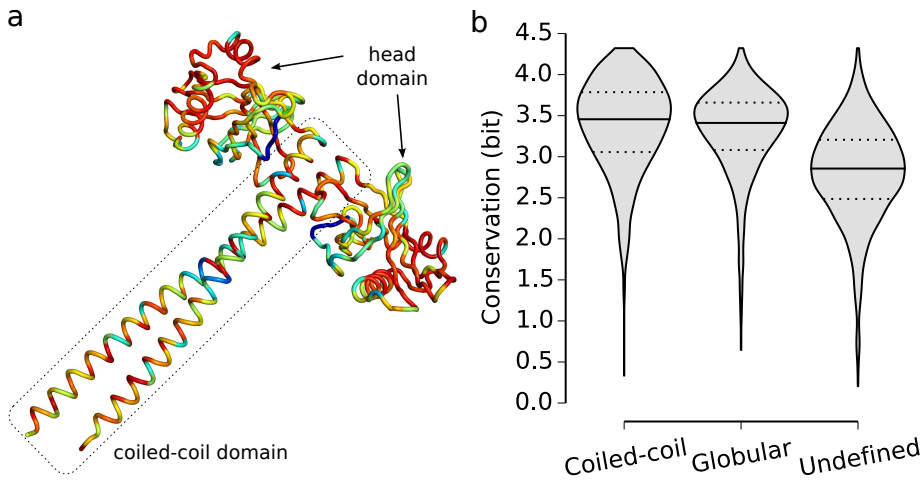 a
head
domain
coiled-coil domain
b
Conservation (bit)
4.5
4.0
3.5
3.0
2.5
2.0
1.5
1.0
0.5
0.0
Coiled-coil
Globular
Undefined